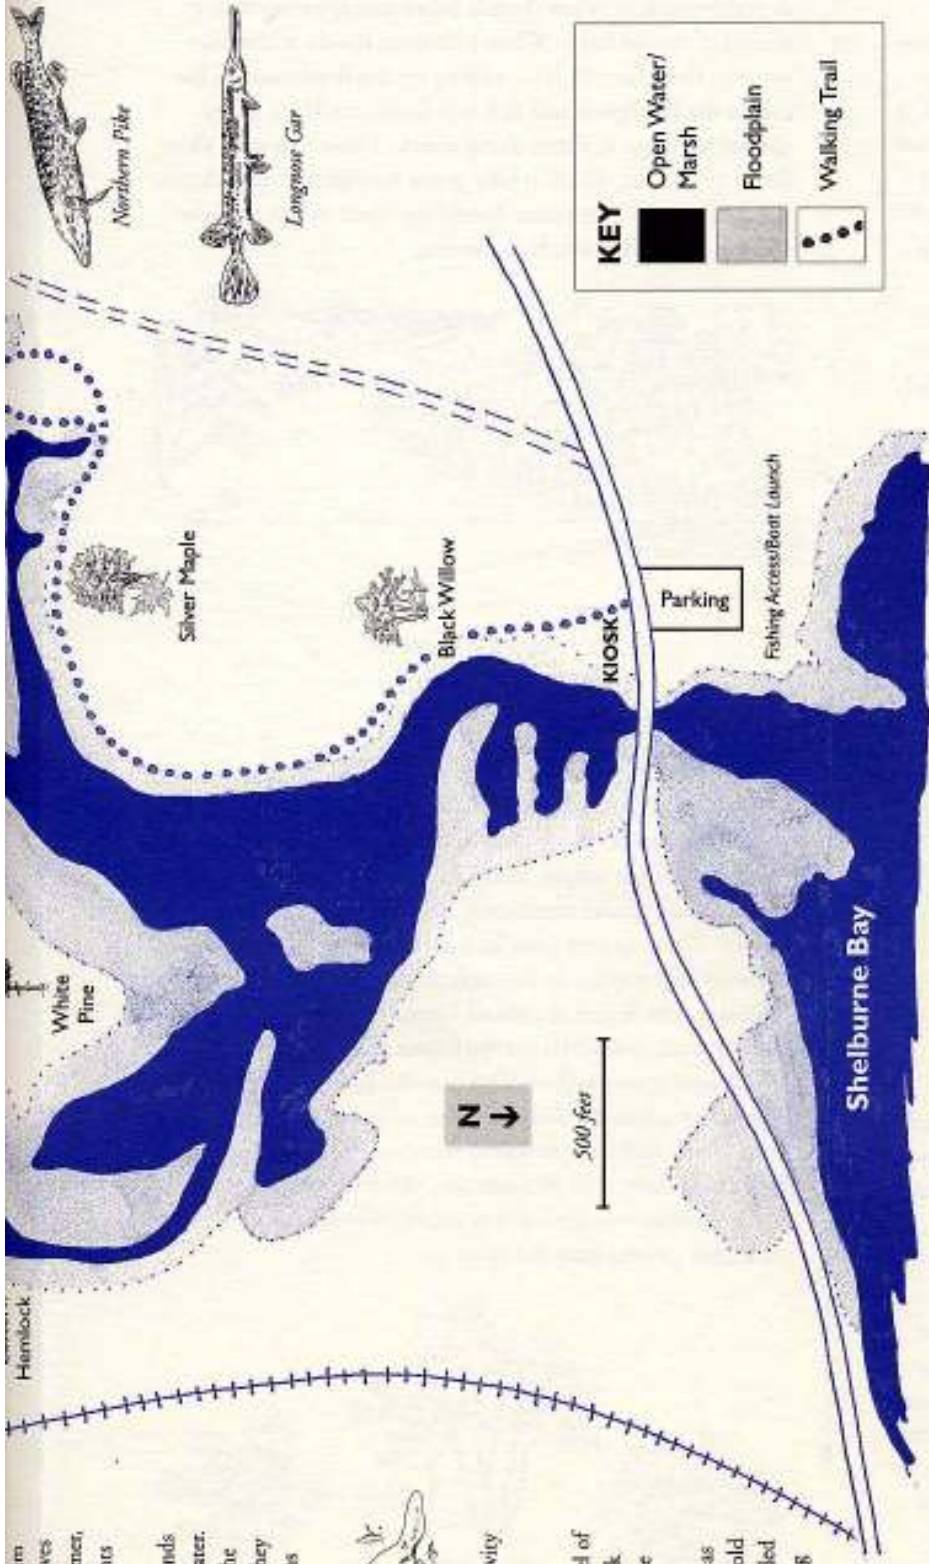 Northern Pike
Longnose Gar
KEY
Open Water/
Marsh
Floodplain
Walking Trail
Silver Maple
Black Willow
KIOSK
Parking
Fishing Access/Boat Launch
White
Pine
N
500 feet
Shelburne Bay
Hemlock